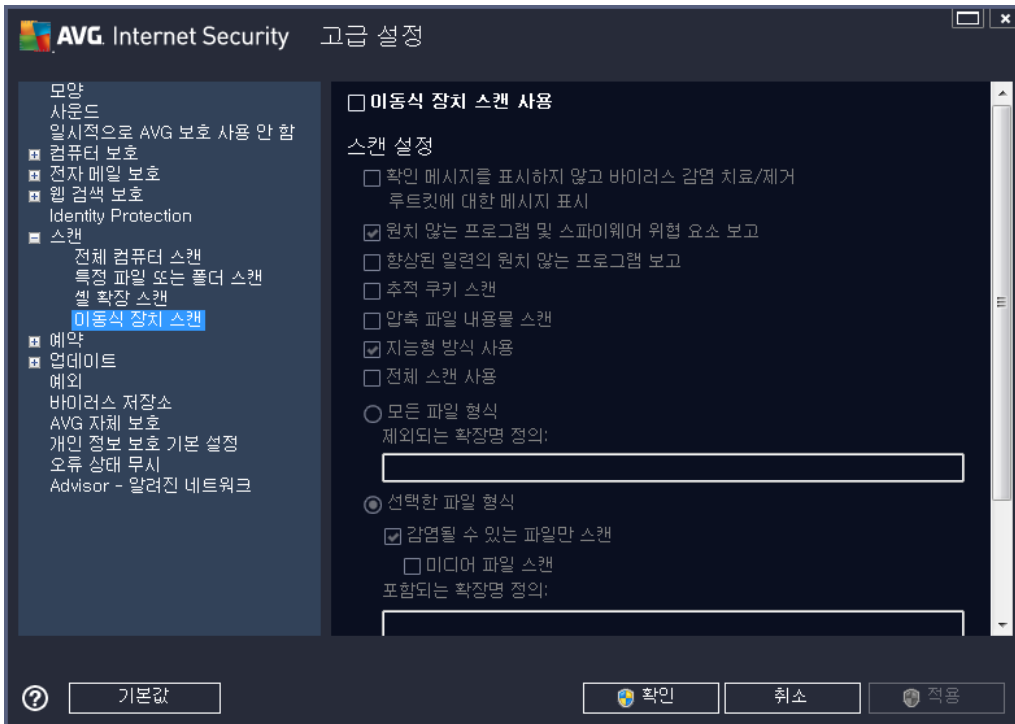 AVG. Internet Security 고급 설정
모양
사운드
일시적으로 AVG 보호 사용 안 함
컴퓨터 보호
전자 메일 보호
웹 검색 보호
Identity Protection
스캔
전체 컴퓨터 스캔
특정 파일 또는 폴더 스캔
셸 확장 스캔
이동식 장치 스캔
예약
업데이트
예외
바이러스 저장소
AVG 자체 보호
개인 정보 보호 기본 설정
오류 상태 무시
Advisor - 알려진 네트워크
이동식 장치 스캔 사용
스캔 설정
확인 메시지를 표시하지 않고 바이러스 감염 치료/제거
루트킷에 대한 메시지 표시
원치 않는 프로그램 및 스파이웨어 위협 요소 보고
향상된 일련의 원치 않는 프로그램 보고
추적 쿠키 스캔
압축 파일 내용물 스캔
지능형 방식 사용
전체 스캔 사용
모든 파일 형식
제외되는 확장명 정의:
선택한 파일 형식
감염될 수 있는 파일만 스캔
미디어 파일 스캔
포함되는 확장명 정의:
기본값
확인
취소
적용